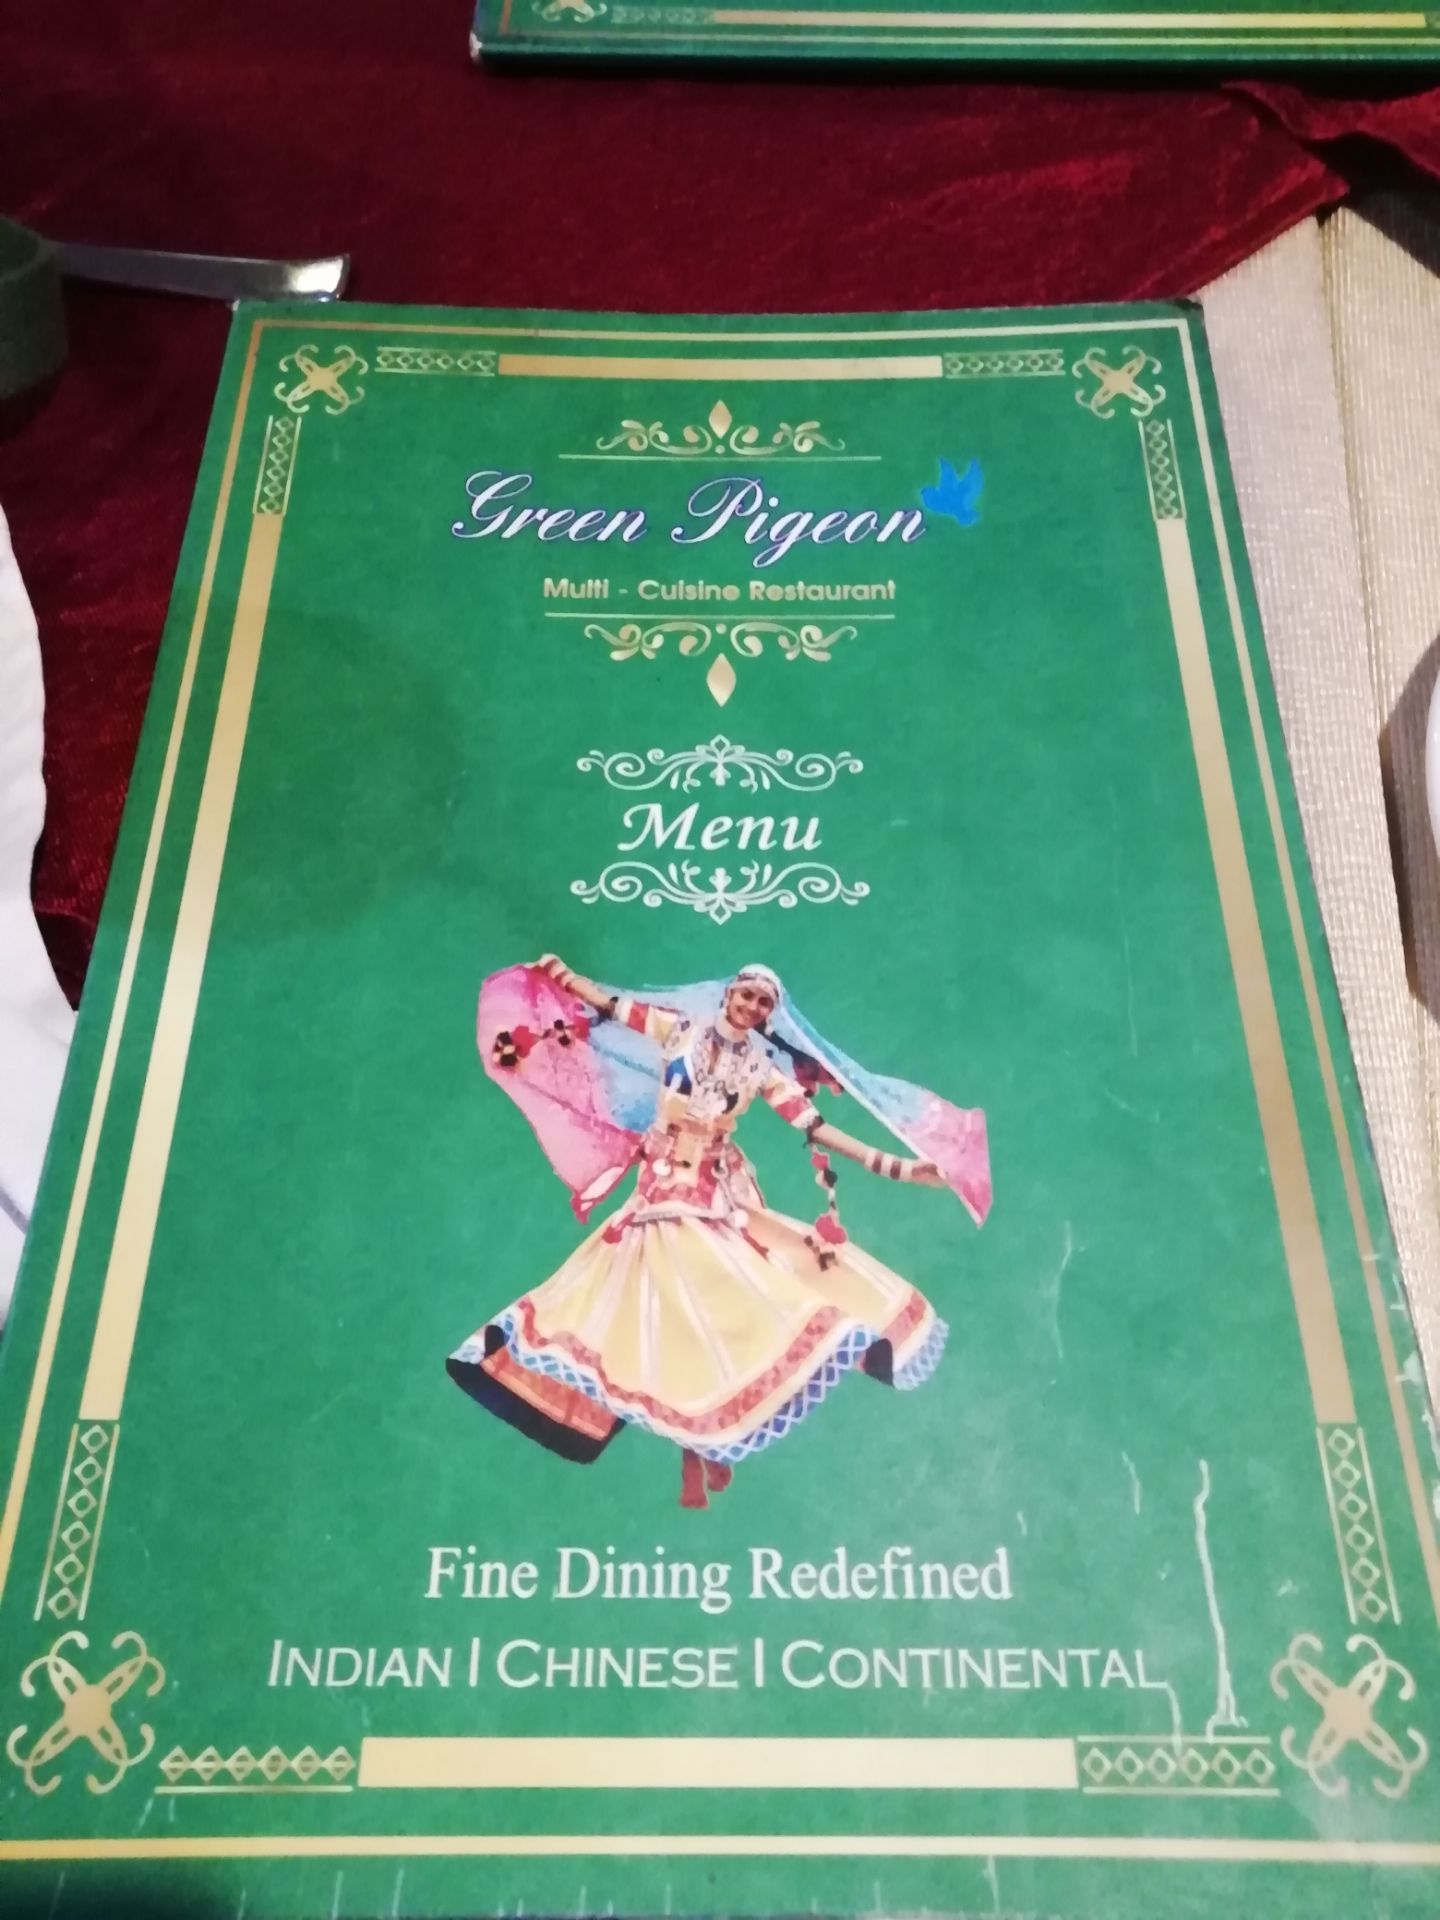 Green Pigeon
Multi - Cuisine Restaurant
Menu
Fine Dining Redefined
INDIAN | CHINESE | CONTINENTAL